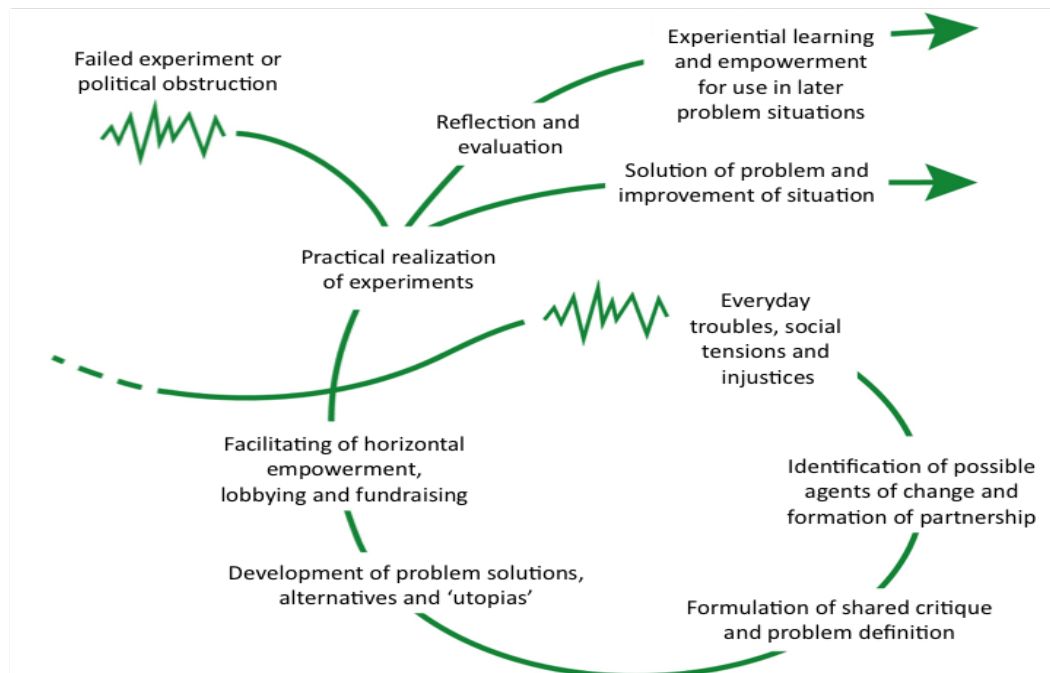 Failed experiment or
political obstruction
Experiential learning
and empowerment
for use in later
problem situations
Reflection and
evaluation
Solution of problem and
improvement of situation
Practical realization
of experiments
Everyday
troubles, social
tensions and
injustices
Facilitating of horizontal
empowerment,
lobbying and fundraising
Identification of possible
agents of change and
formation of partnership
Development of problem solutions,
alternatives and ‘utopias’
Formulation of shared critique
and problem definition